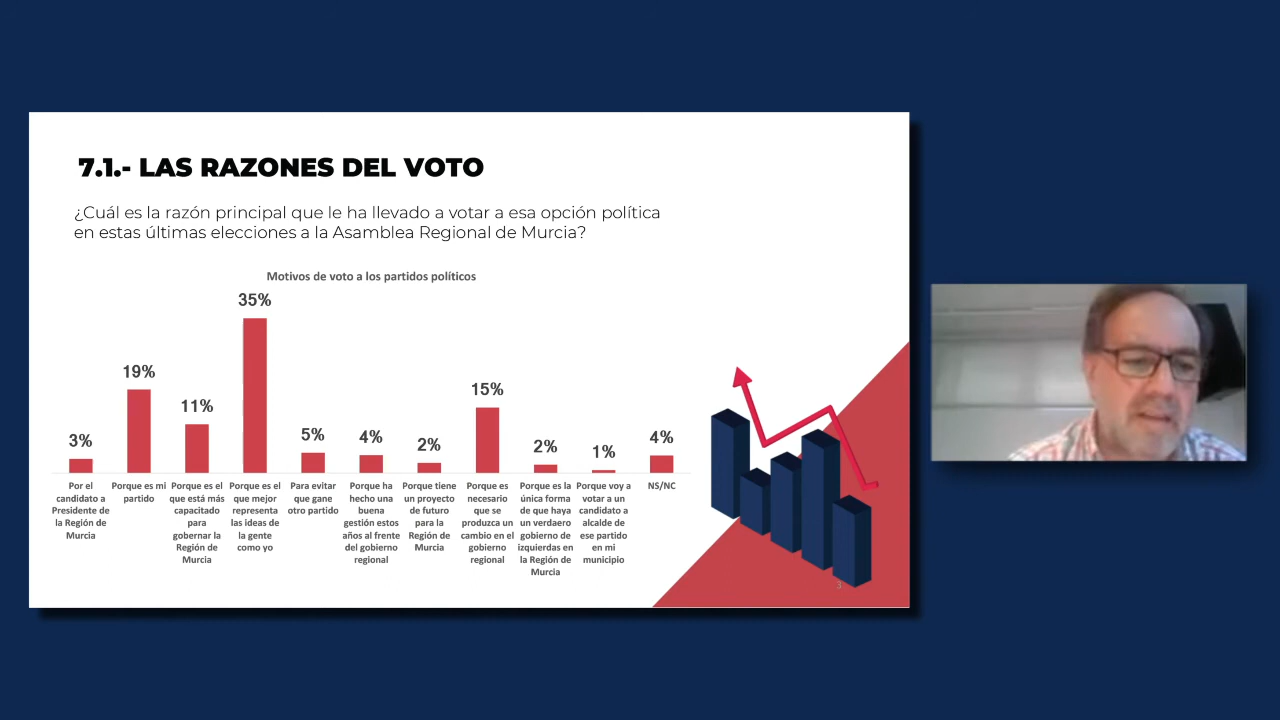 7.1.- LAS RAZONES DEL VOTO
¿Cuál es la razón principal que le ha llevado a votar a esa opción política
en estas últimas elecciones a la Asamblea Regional de Murcia?
Motivos de voto a los partidos políticos
3%
19%
11%
35%
5%
4%
2%
15%
2%
1%
4%
Por el
candidato a
Presidente de
la Región de
Murcia
Porque es mi
partido
Porque es el
que está más
capacitado
para
gobernar la
Región de
Murcia
Porque es el
que mejor
representa
las ideas de
la gente
como yo
Para evitar
que gane
otro partido
Porque ha
hecho una
buena
gestión estos
años al frente
del gobierno
regional
Porque tiene
un proyecto
de futuro
para la
Región de
Murcia
Porque es
necesario
que se
produzca un
cambio en el
gobierno
regional
Porque es la
única forma
de que haya
un verdaero
gobierno de
izquierdas en
la Región de
Murcia
Porque voy a
votar a un
candidato a
alcalde de
ese partido
en mi
municipio
NS/NC
3